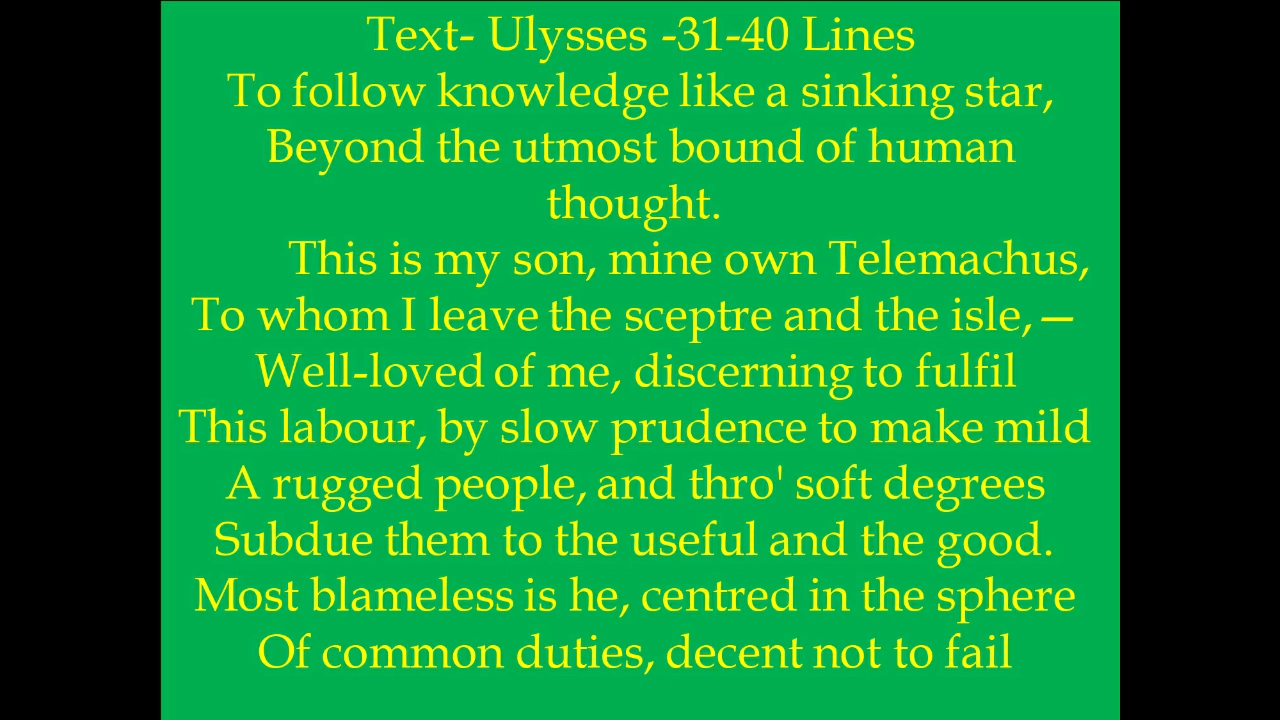 Text- Ulysses -31-40 Lines
To follow knowledge like a sinking star,
Beyond the utmost bound of human
thought.
This is my son, mine own Telemachus,
To whom I leave the sceptre and the isle,—
Well-loved of me, discerning to fulfil
This labour, by slow prudence to make mild
A rugged people, and thro' soft degrees
Subdue them to the useful and the good.
Most blameless is he, centred in the sphere
Of common duties, decent not to fail